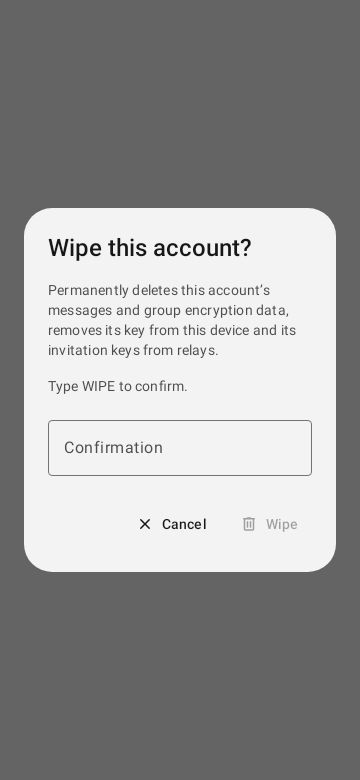 Wipe this account?
Permanently deletes this account’s
messages and group encryption data,
removes its key from this device and its
invitation keys from relays.
Type WIPE to confirm.
Confirmation
Cancel
Wipe